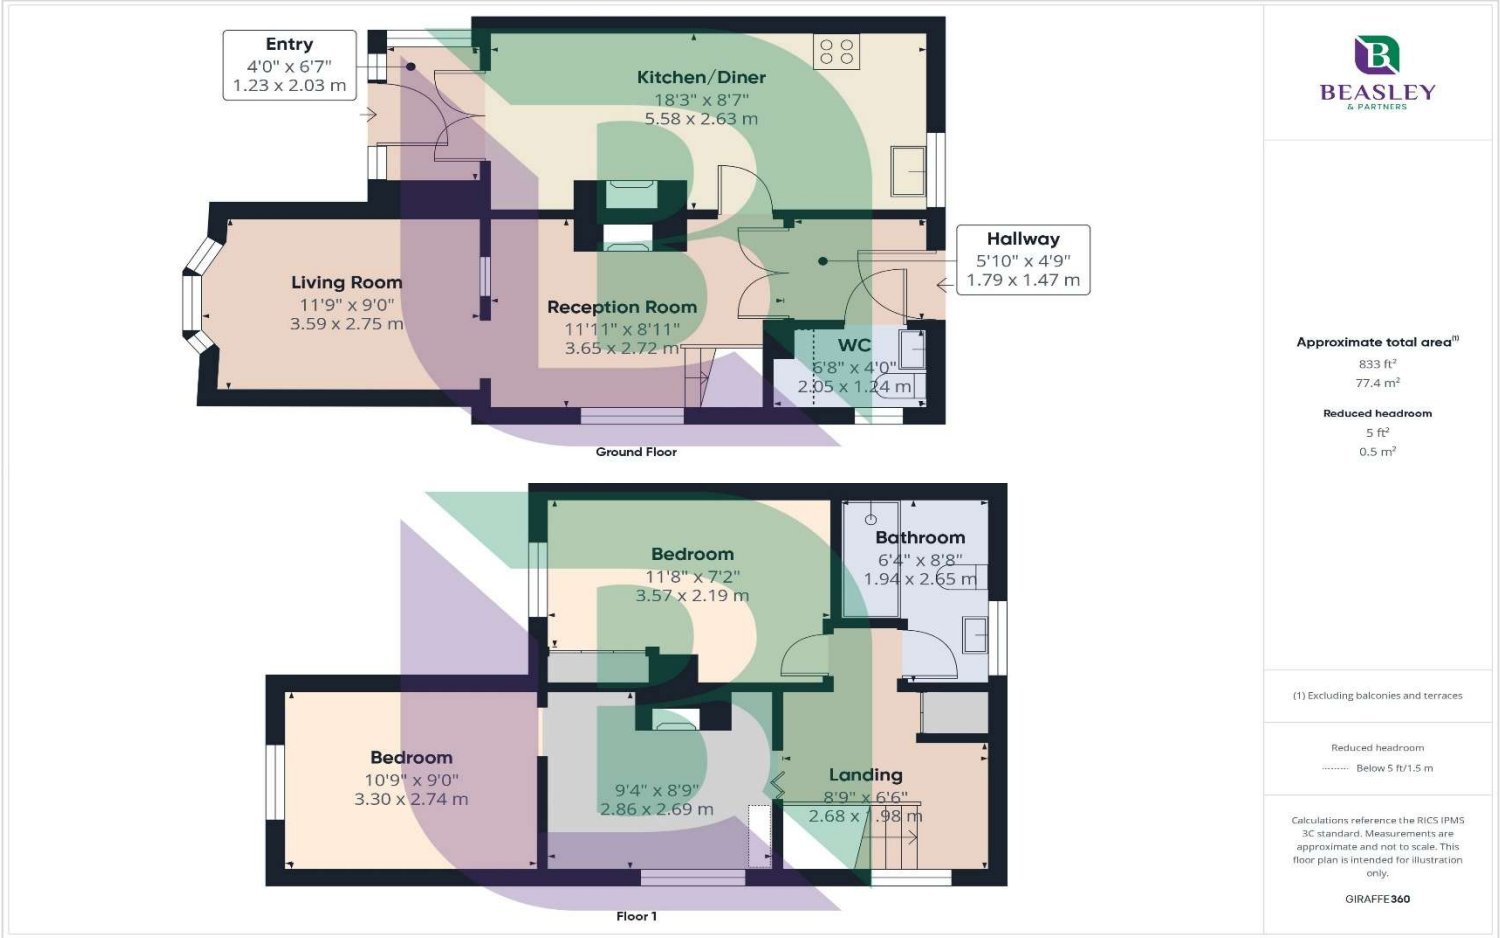 Entry
4'0" x 6'7"
1.23 x 2.03 m
Kitchen/Diner
18'3" x 8'7"
5.58 x 2.63 m
Living Room
11'9" x 9'0"
3.59 x 2.75 m
Reception Room
11'11" x 8'11"
3.65 x 2.72 m
Hallway
5'10" x 4'9"
1.79 x 1.47 m
WC
6'8" x 4'0"
2.05 x 1.24 m
Ground Floor
Bedroom
11'8" x 7'2"
3.57 x 2.19 m
Bathroom
6'4" x 8'8"
1.94 x 2.65 m
Bedroom
10'9" x 9'0"
3.30 x 2.74 m
9'4" x 8'9"
2.86 x 2.69 m
Landing
8'9" x 6'6"
2.68 x 1.98 m
Floor 1
B
BEASLEY
& PARTNERS
Approximate total area(1)
833 ft²
77.4 m²
Reduced headroom
5 ft²
0.5 m²
(1) Excluding balconies and terraces
Reduced headroom
Below 5 ft/1.5 m
Calculations reference the RICS IPMS
3C standard. Measurements are
approximate and not to scale. This
floor plan is intended for illustration
only.
GIRAFFE360